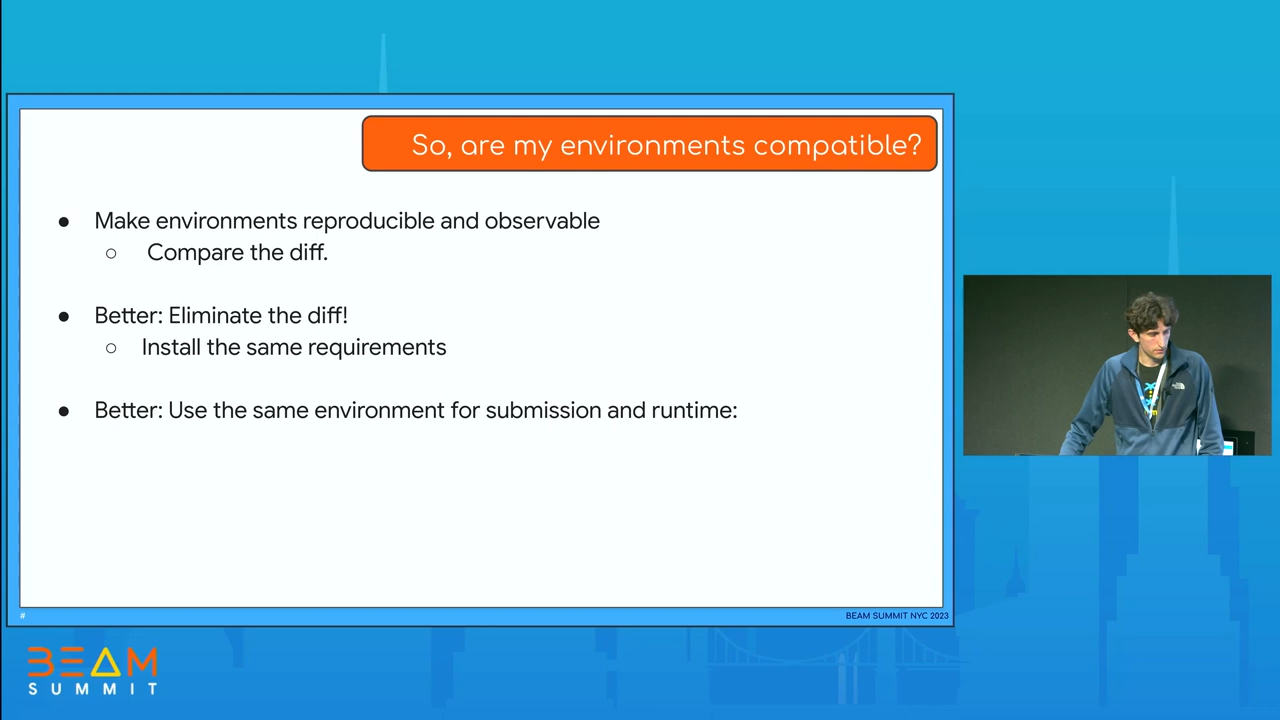 So, are my environments compatible?
● Make environments reproducible and observable
○ Compare the diff.
● Better: Eliminate the diff!
○ Install the same requirements
● Better: Use the same environment for submission and runtime:
#
BEAM SUMMIT NYC 2023
BEAM
SUMMIT